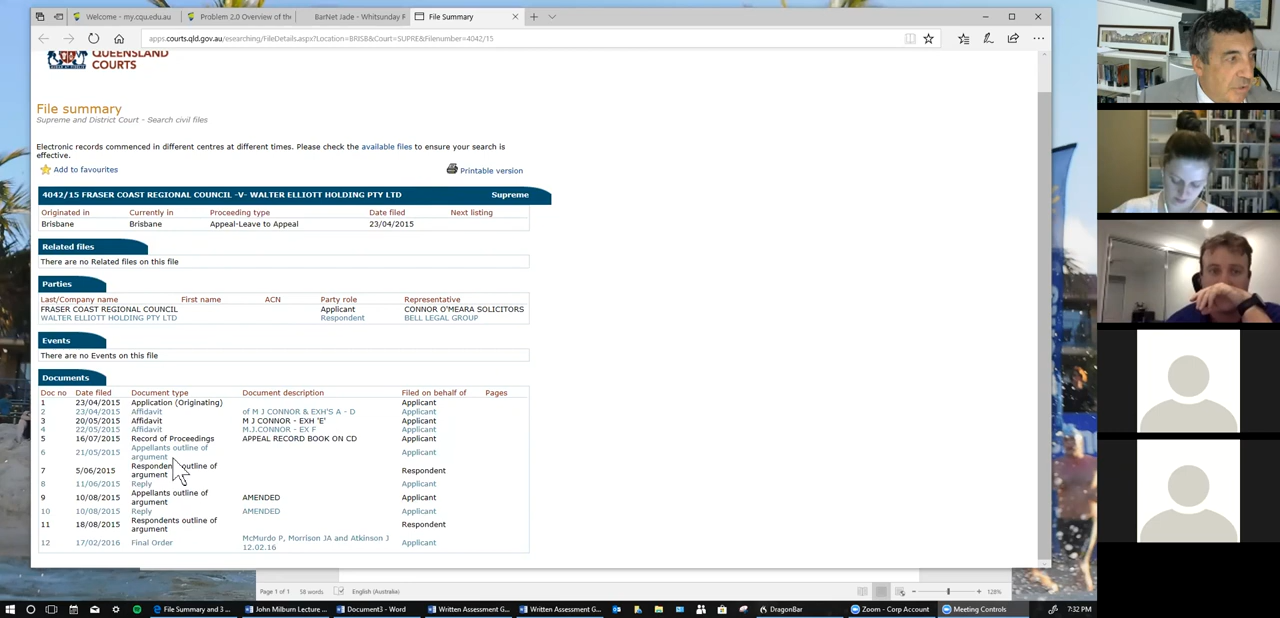 Welcome - my.cqu.edu.au
Problem 2.0 Overview of the
BarNet Jade - Whitsunday F
File Summary
apps.courts.qld.gov.au/esearching/FileDetails.aspx?Location=BRISB&Court=SUPRE&Filenumber=4042/15
QUEENSLAND
COURTS
File summary
Supreme and District Court - Search civil files
Electronic records commenced in different centres at different times. Please check the available files to ensure your search is
effective.
Add to favourites
Printable version
4042/15 FRASER COAST REGIONAL COUNCIL -V- WALTER ELLIOTT HOLDING PTY LTD Supreme
Originated in Currently in Proceeding type Date filed Next listing
Brisbane Brisbane Appeal-Leave to Appeal 23/04/2015
Related files
There are no Related files on this file
Parties
Last/Company name First name ACN Party role Representative
FRASER COAST REGIONAL COUNCIL Applicant CONNOR O'MEARA SOLICITORS
WALTER ELLIOTT HOLDING PTY LTD Respondent BELL LEGAL GROUP
Events
There are no Events on this file
Documents
Doc no Date filed Document type Document description Filed on behalf of Pages
1 23/04/2015 Application (Originating) Applicant
2 23/04/2015 Affidavit of M J CONNOR & EXH'S A - D Applicant
3 20/05/2015 Affidavit M J CONNOR - EXH 'E' Applicant
4 22/05/2015 Affidavit M.J.CONNOR - EX F Applicant
5 16/07/2015 Record of Proceedings APPEAL RECORD BOOK ON CD Applicant
6 21/05/2015 Appellants outline of
argument Applicant
7 5/06/2015 Respondents outline of
argument Respondent
8 11/06/2015 Reply Applicant
9 10/08/2015 Appellants outline of
argument AMENDED Applicant
10 10/08/2015 Reply AMENDED Applicant
11 18/08/2015 Respondents outline of
argument Respondent
12 17/02/2016 Final Order McMurdo P, Morrison JA and Atkinson J
12.02.16 Applicant
Page 1 of 1 58 words English (Australia) 128%
File Summary and 3 ...
John Milburn Lecture ...
Document3 - Word
Written Assessment G...
Written Assessment G...
DragonBar
Zoom - Corp Account
Meeting Controls
7:32 PM